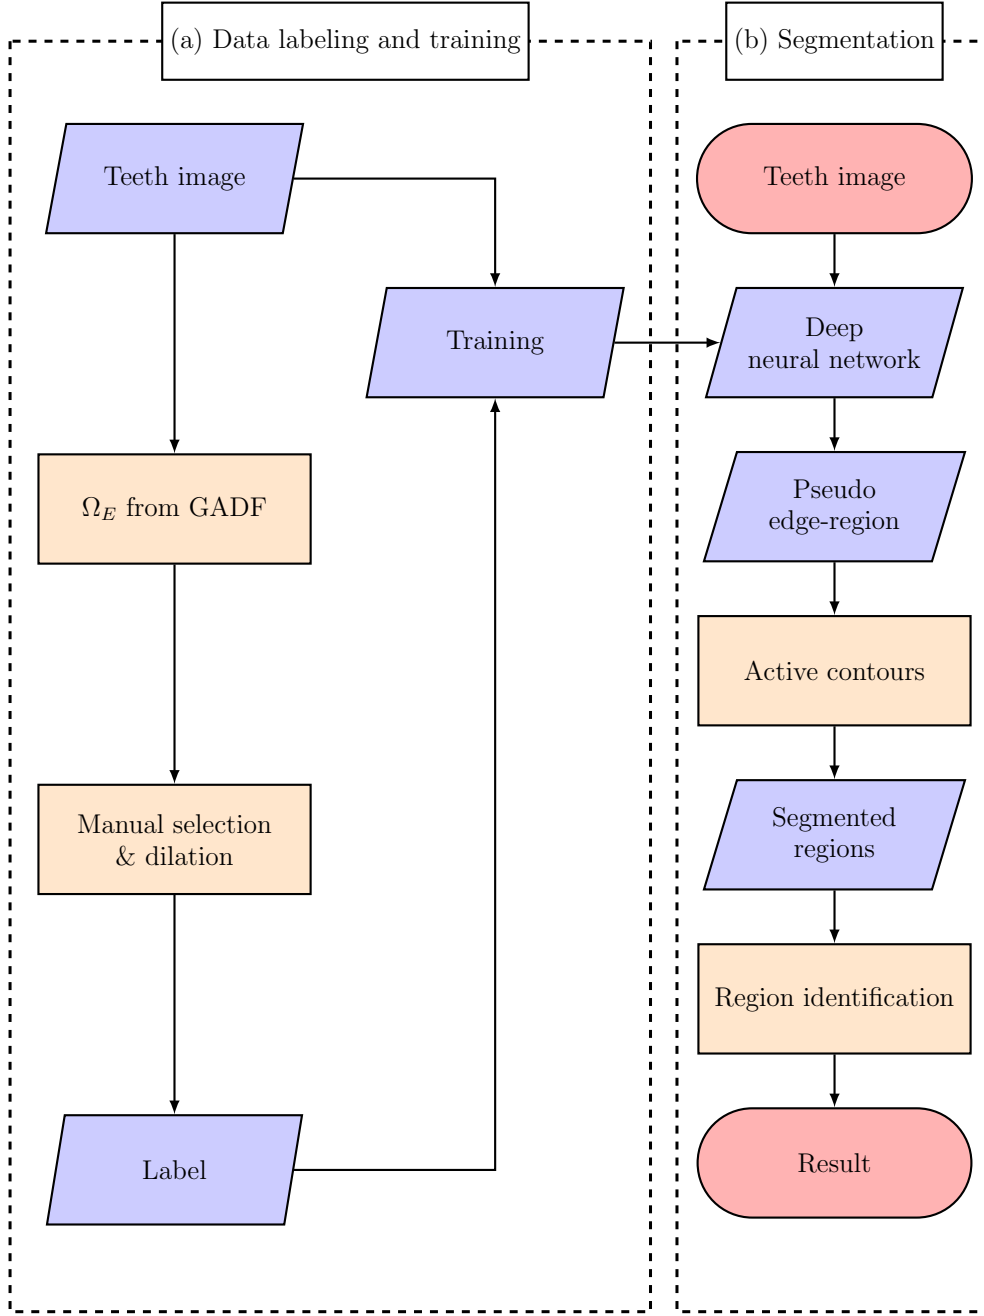 (a) Data labeling and training
Teeth image
Training
Ω_E from GADF
Manual selection
& dilation
Label
(b) Segmentation
Teeth image
Deep
neural network
Pseudo
edge-region
Active contours
Segmented
regions
Region identification
Result